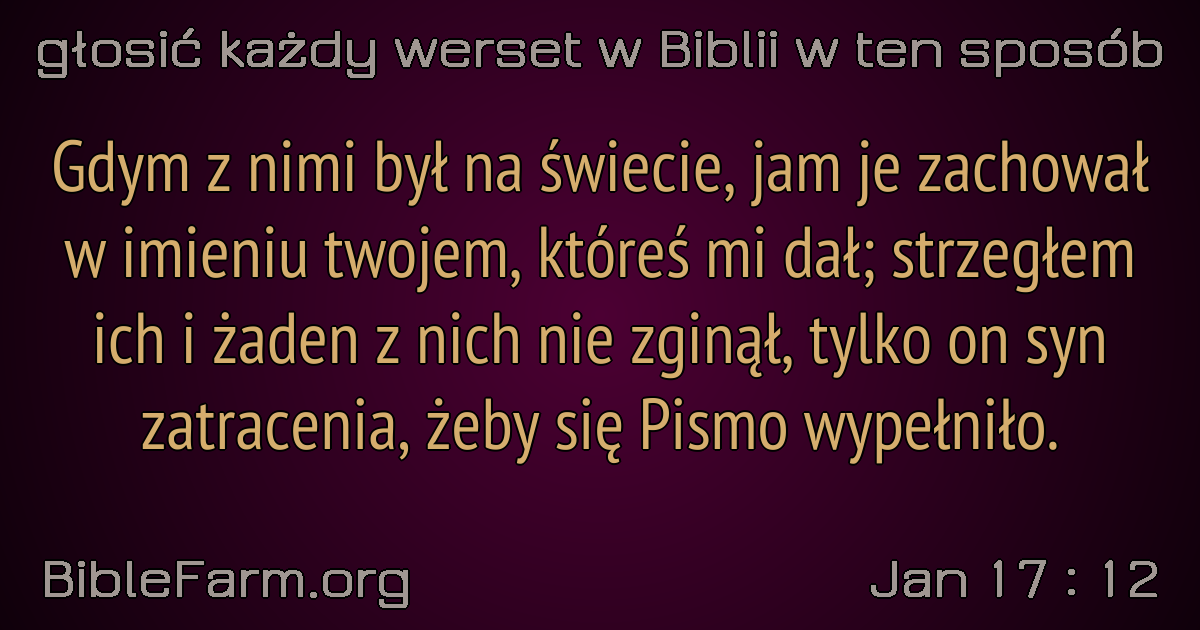 głosić każdy werset w Biblii w ten sposób
Gdym z nimi był na świecie, jam je zachował
w imieniu twojem, któreś mi dał; strzegłem
ich i żaden z nich nie zginął, tylko on syn
zatracenia, żeby się Pismo wypełniło.
BibleFarm.org
Jan 17 : 12